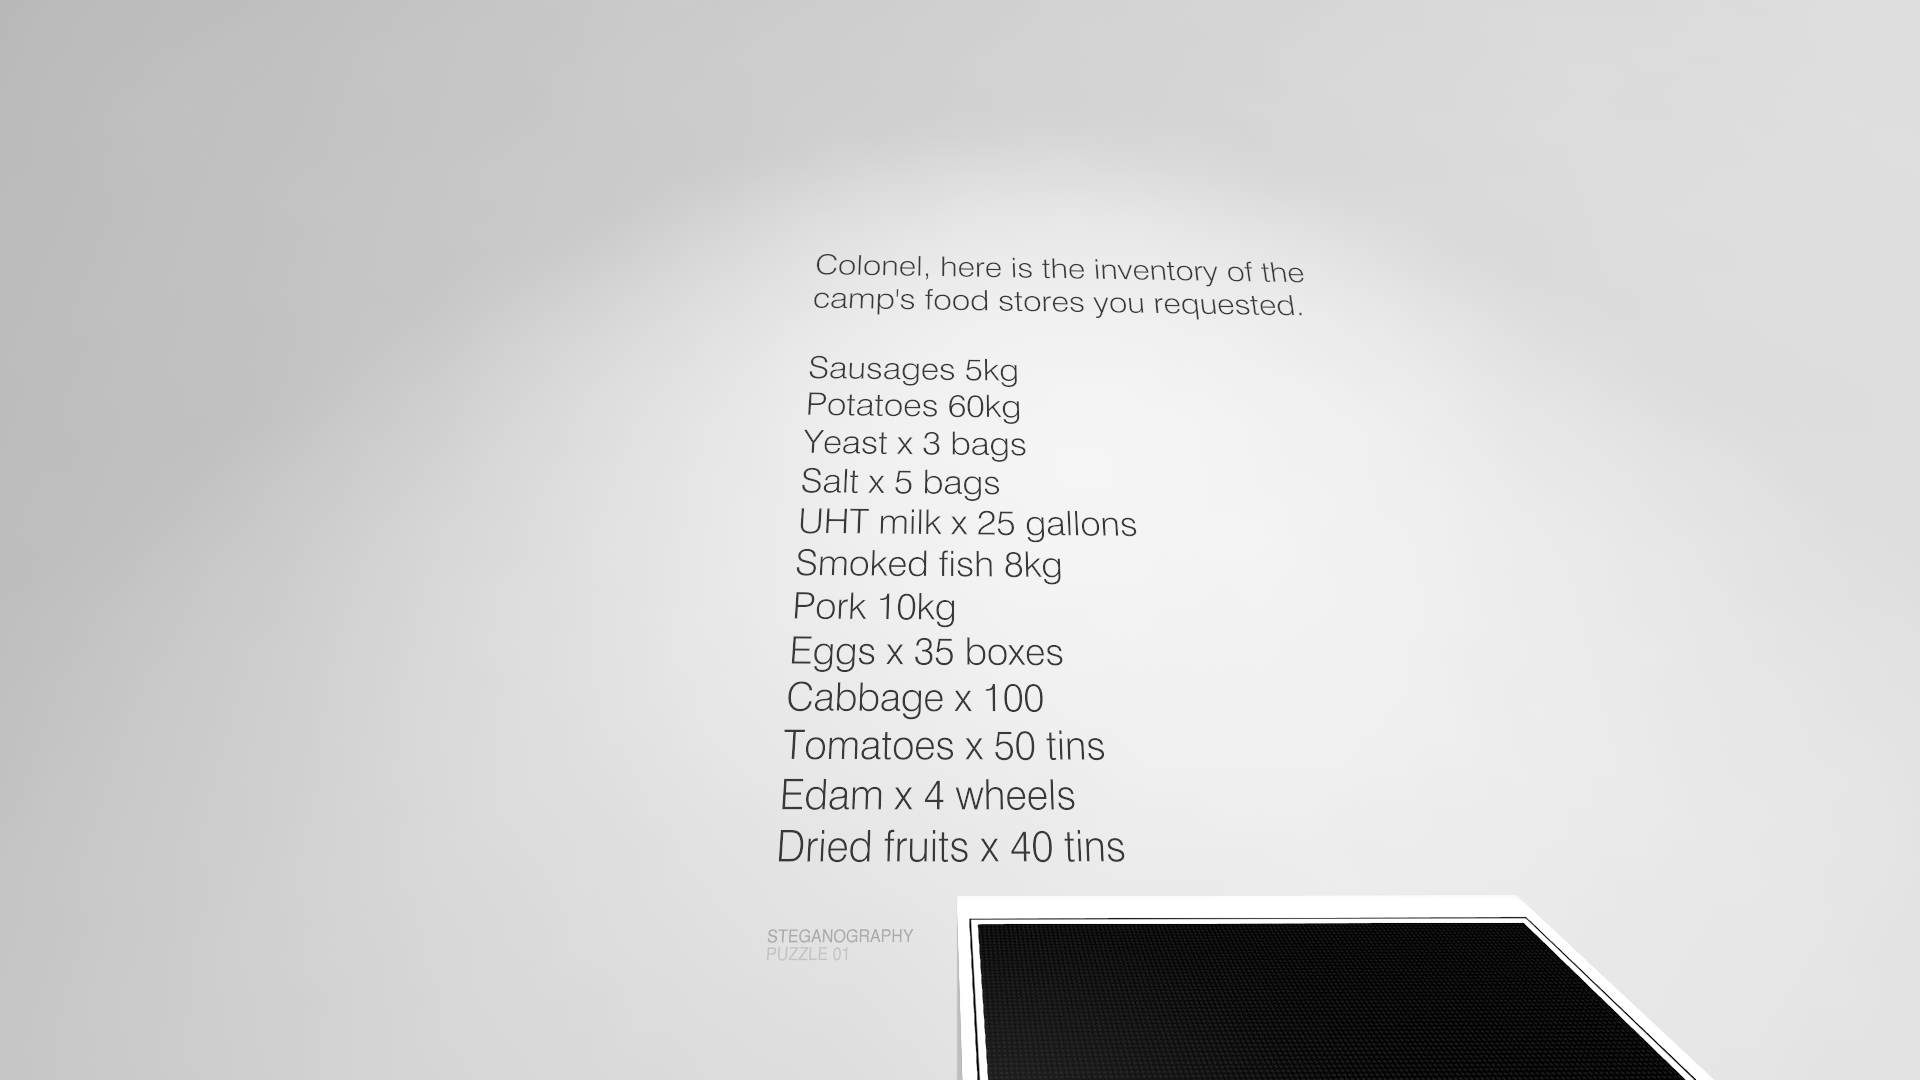 Colonel, here is the inventory of the
camp's food stores you requested.
Sausages 5kg
Potatoes 60kg
Yeast x 3 bags
Salt x 5 bags
UHT milk x 25 gallons
Smoked fish 8kg
Pork 10kg
Eggs x 35 boxes
Cabbage x 100
Tomatoes x 50 tins
Edam x 4 wheels
Dried fruits x 40 tins
STEGANOGRAPHY
PUZZLE 01